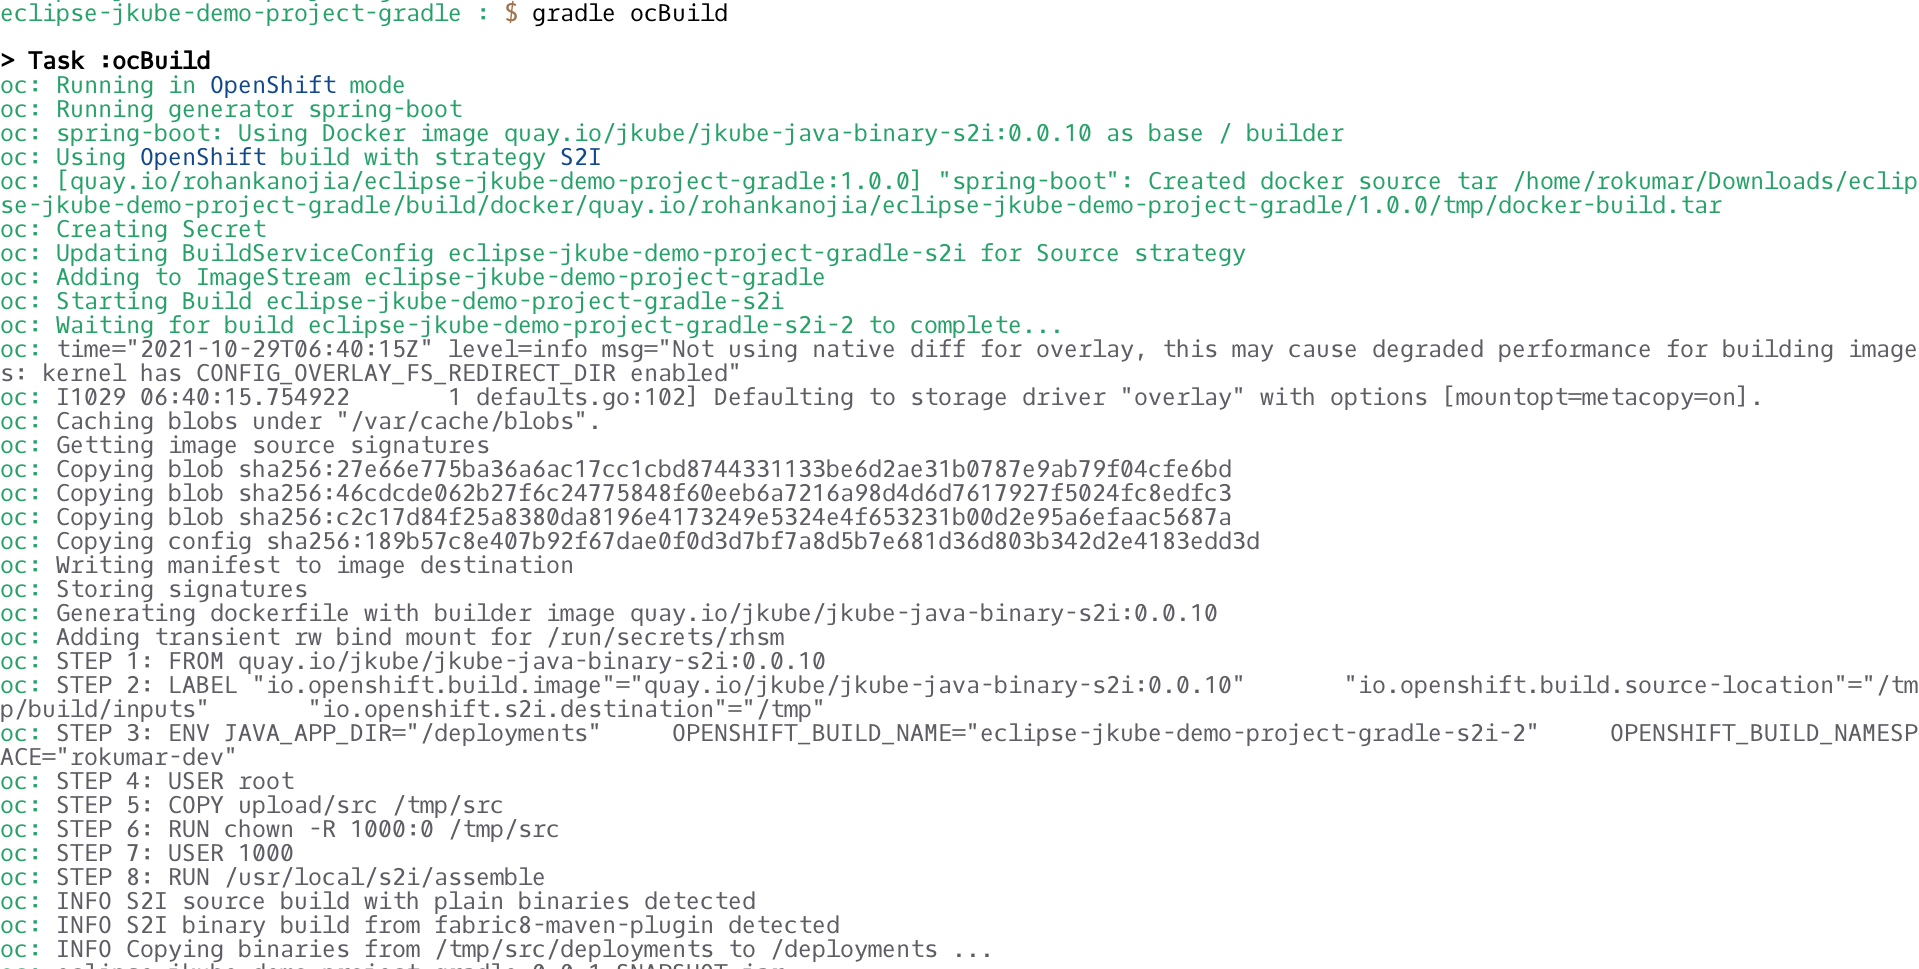 eclipse-jkube-demo-project-gradle : $ gradle ocBuild
> Task :ocBuild
oc: Running in OpenShift mode
oc: Running generator spring-boot
oc: spring-boot: Using Docker image quay.io/jkube/jkube-java-binary-s2i:0.0.10 as base / builder
oc: Using OpenShift build with strategy S2I
oc: [quay.io/rohankanojia/eclipse-jkube-demo-project-gradle:1.0.0] "spring-boot": Created docker source tar /home/rokumar/Downloads/eclip
se-jkube-demo-project-gradle/build/docker/quay.io/rohankanojia/eclipse-jkube-demo-project-gradle/1.0.0/tmp/docker-build.tar
oc: Creating Secret
oc: Updating BuildServiceConfig eclipse-jkube-demo-project-gradle-s2i for Source strategy
oc: Adding to ImageStream eclipse-jkube-demo-project-gradle
oc: Starting Build eclipse-jkube-demo-project-gradle-s2i
oc: Waiting for build eclipse-jkube-demo-project-gradle-s2i-2 to complete...
oc: time="2021-10-29T06:40:15Z" level=info msg="Not using native diff for overlay, this may cause degraded performance for building image
s: kernel has CONFIG_OVERLAY_FS_REDIRECT_DIR enabled"
oc: I1029 06:40:15.754922       1 defaults.go:102] Defaulting to storage driver "overlay" with options [mountopt=metacopy=on].
oc: Caching blobs under "/var/cache/blobs".
oc: Getting image source signatures
oc: Copying blob sha256:27e66e775ba36a6ac17cc1cbd8744331133be6d2ae31b0787e9ab79f04cfe6bd
oc: Copying blob sha256:46cdcde062b27f6c24775848f60eeb6a7216a98d4d6d7617927f5024fc8edfc3
oc: Copying blob sha256:c2c17d84f25a8380da8196e4173249e5324e4f653231b00d2e95a6efaac5687a
oc: Copying config sha256:189b57c8e407b92f67dae0f0d3d7bf7a8d5b7e681d36d803b342d2e4183edd3d
oc: Writing manifest to image destination
oc: Storing signatures
oc: Generating dockerfile with builder image quay.io/jkube/jkube-java-binary-s2i:0.0.10
oc: Adding transient rw bind mount for /run/secrets/rhsm
oc: STEP 1: FROM quay.io/jkube/jkube-java-binary-s2i:0.0.10
oc: STEP 2: LABEL "io.openshift.build.image"="quay.io/jkube/jkube-java-binary-s2i:0.0.10"       "io.openshift.build.source-location"="/tm
p/build/inputs"       "io.openshift.s2i.destination"="/tmp"
oc: STEP 3: ENV JAVA_APP_DIR="/deployments"     OPENSHIFT_BUILD_NAME="eclipse-jkube-demo-project-gradle-s2i-2"     OPENSHIFT_BUILD_NAMESP
ACE="rokumar-dev"
oc: STEP 4: USER root
oc: STEP 5: COPY upload/src /tmp/src
oc: STEP 6: RUN chown -R 1000:0 /tmp/src
oc: STEP 7: USER 1000
oc: STEP 8: RUN /usr/local/s2i/assemble
oc: INFO S2I source build with plain binaries detected
oc: INFO S2I binary build from fabric8-maven-plugin detected
oc: INFO Copying binaries from /tmp/src/deployments to /deployments ...
oc: eclipse-jkube-demo-project-gradle-0.0.1-SNAPSHOT.jar